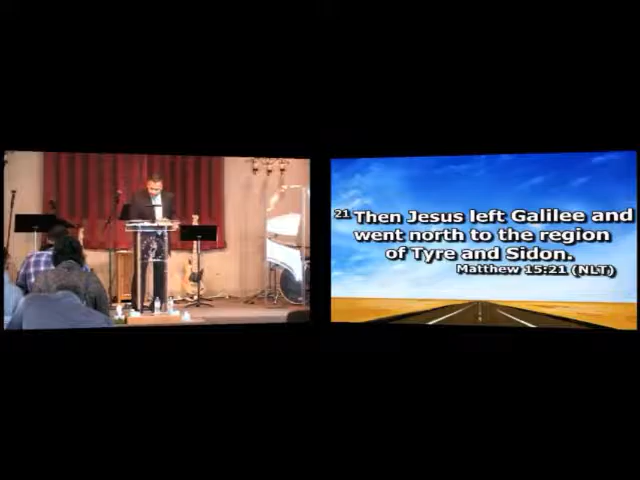 21 Then Jesus left Galilee and
went north to the region
of Tyre and Sidon.
Matthew 15:21 (NLT)